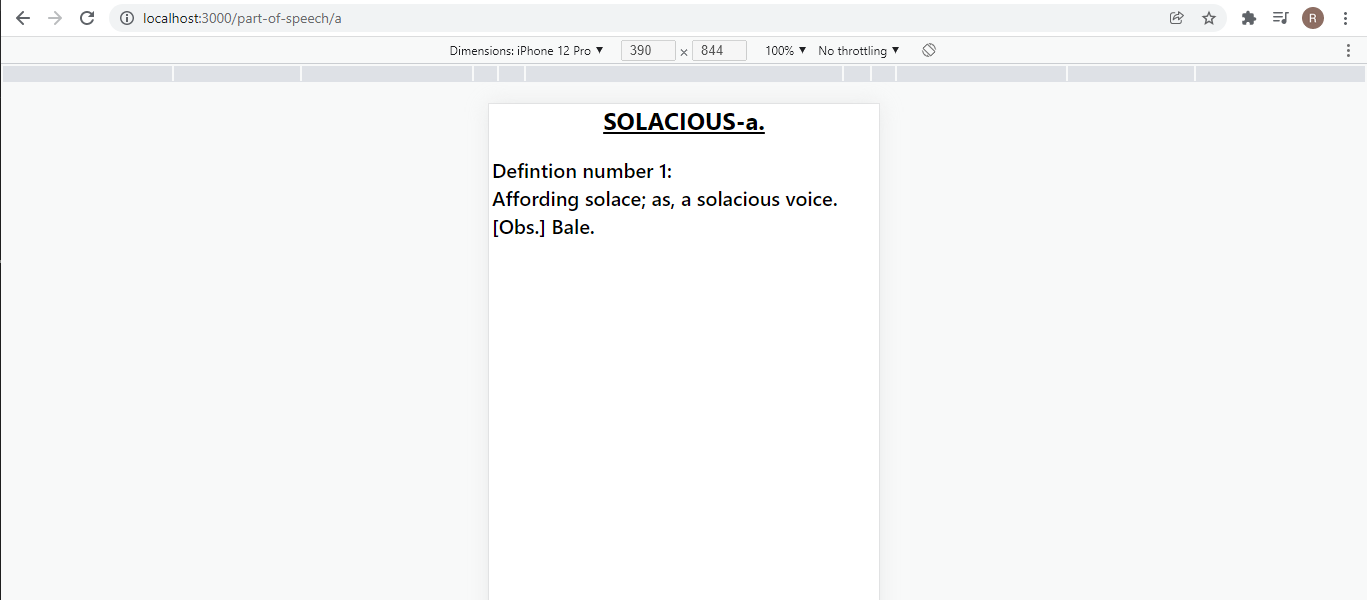 localhost:3000/part-of-speech/a
R
Dimensions: iPhone 12 Pro ▼ 390 × 844 100% ▼ No throttling ▼
SOLACIOUS-a.
Defintion number 1:
Affording solace; as, a solacious voice.
[Obs.] Bale.